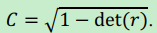 C = √(1 − det(r)).